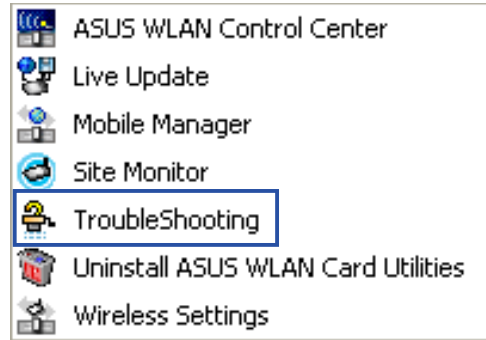 ASUS WLAN Control Center
Live Update
Mobile Manager
Site Monitor
TroubleShooting
Uninstall ASUS WLAN Card Utilities
Wireless Settings